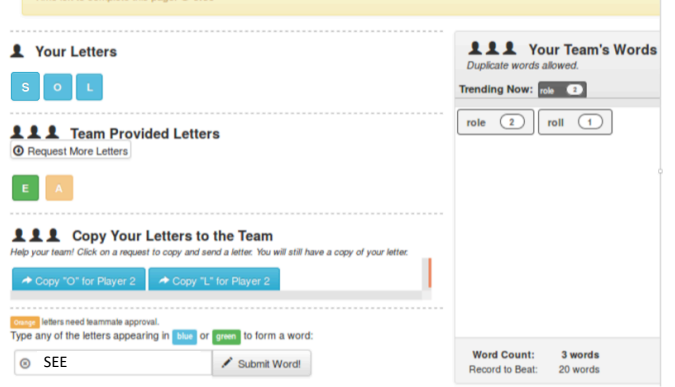 Your Letters
S O L
Team Provided Letters
Request More Letters
E A
Copy Your Letters to the Team
Help your team! Click on a request to copy and send a letter. You will still have a copy of your letter.
Copy "O" for Player 2 Copy "L" for Player 2
Orange letters need teammate approval.
Type any of the letters appearing in blue or green to form a word:
SEE Submit Word!
Your Team's Words
Duplicate words allowed.
Trending Now: role 2
role 2 roll 1
Word Count: 3 words
Record to Beat: 20 words